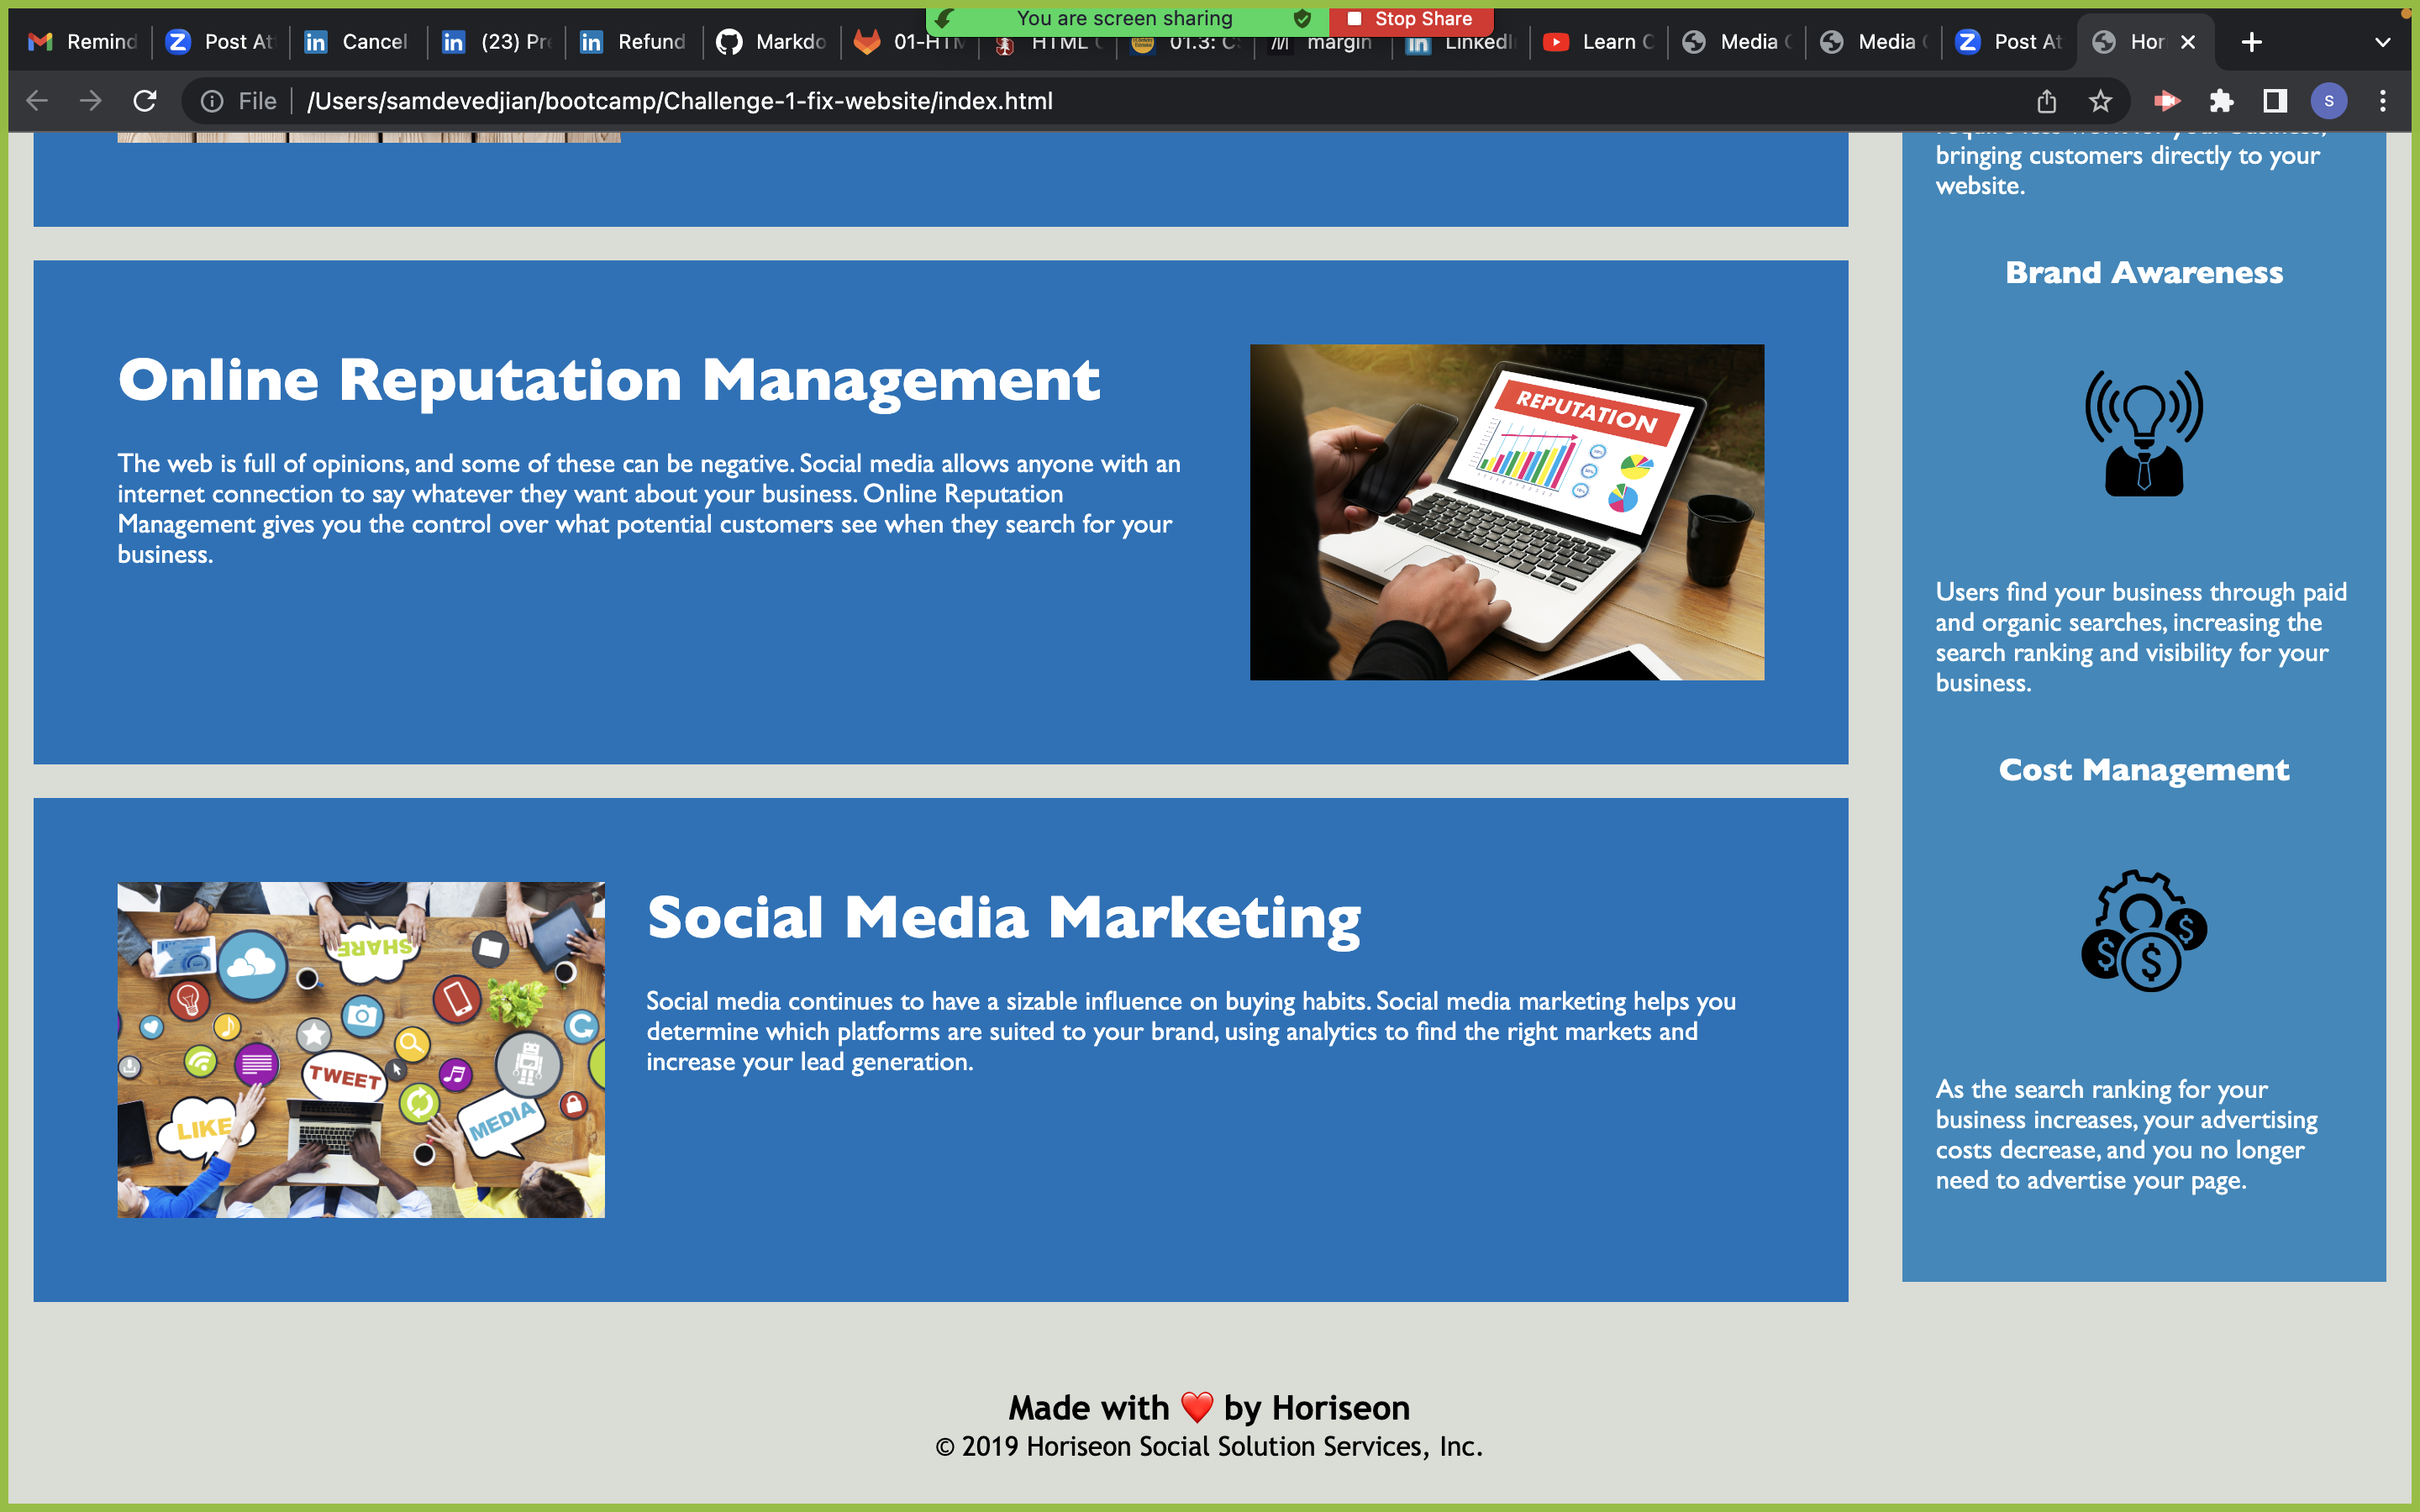 You are screen sharing
Stop Share
Remind
Post At
Cancel
(23) Pr
Refund
Markdo
01-HTM
HTML
01.3: C
margin
LinkedI
Learn C
Media
Media
Post At
Hor
File
/Users/samdevedjian/bootcamp/Challenge-1-fix-website/index.html
S
Online Reputation Management
The web is full of opinions, and some of these can be negative. Social media allows anyone with an
internet connection to say whatever they want about your business. Online Reputation
Management gives you the control over what potential customers see when they search for your
business.
REPUTATION
SHARE
TWEET
LIKE
MEDIA
Social Media Marketing
Social media continues to have a sizable influence on buying habits. Social media marketing helps you
determine which platforms are suited to your brand, using analytics to find the right markets and
increase your lead generation.
require less work for your business,
bringing customers directly to your
website.
Brand Awareness
Users find your business through paid
and organic searches, increasing the
search ranking and visibility for your
business.
Cost Management
$ $ $
As the search ranking for your
business increases, your advertising
costs decrease, and you no longer
need to advertise your page.
Made with ❤️ by Horiseon
© 2019 Horiseon Social Solution Services, Inc.